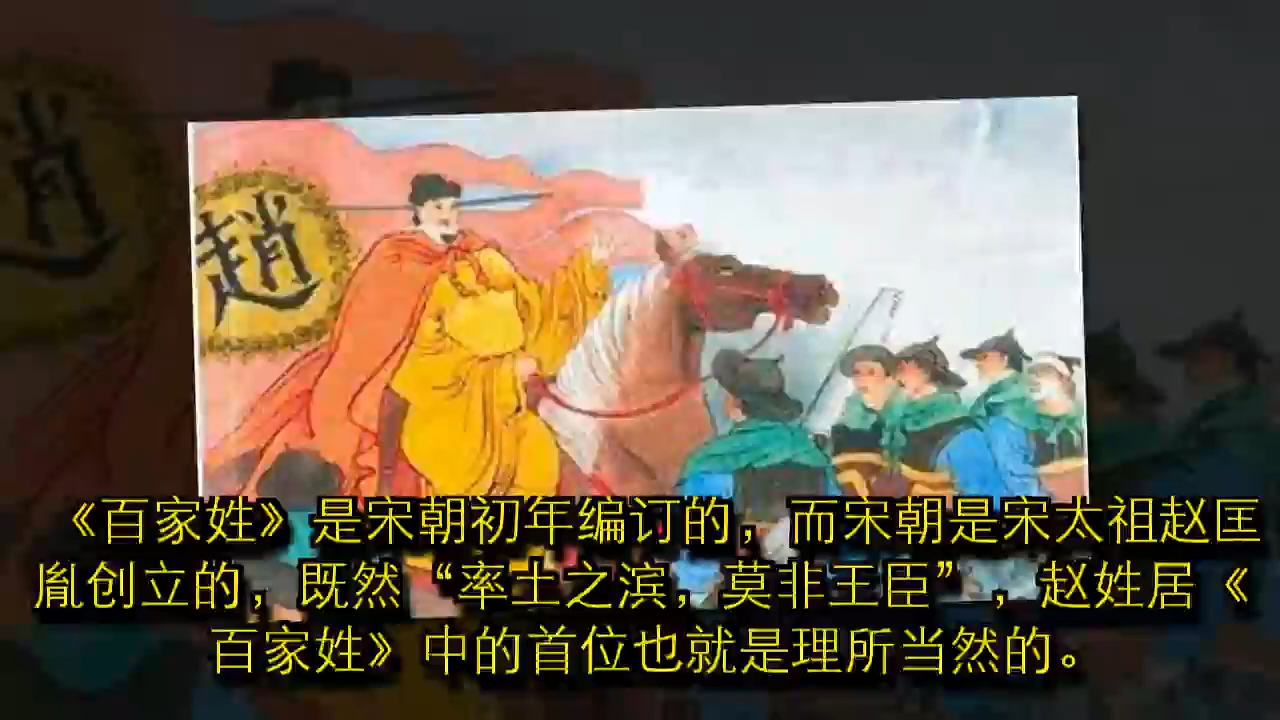 趙
《百家姓》是宋朝初年编订的，而宋朝是宋太祖赵匡
胤创立的，既然“率土之滨，莫非王臣”，赵姓居《
百家姓》中的首位也就是理所当然的。